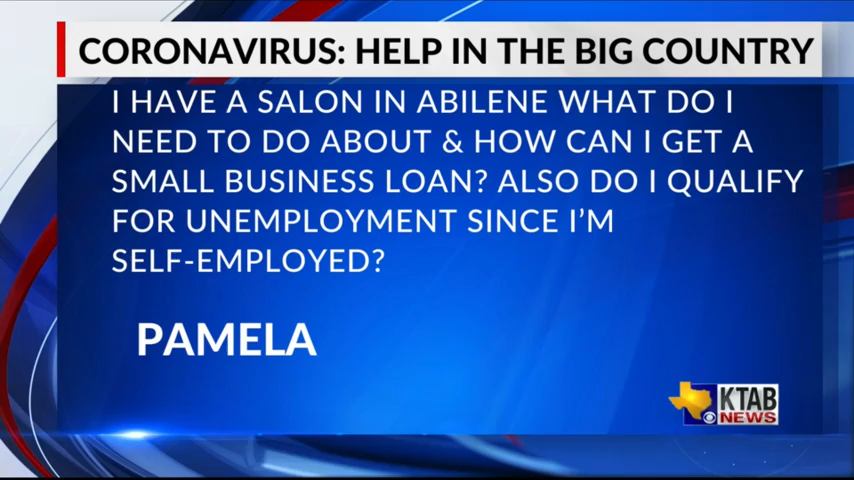 CORONAVIRUS: HELP IN THE BIG COUNTRY
I HAVE A SALON IN ABILENE WHAT DO I
NEED TO DO ABOUT & HOW CAN I GET A
SMALL BUSINESS LOAN? ALSO DO I QUALIFY
FOR UNEMPLOYMENT SINCE I'M
SELF-EMPLOYED?
PAMELA
KTAB
NEWS